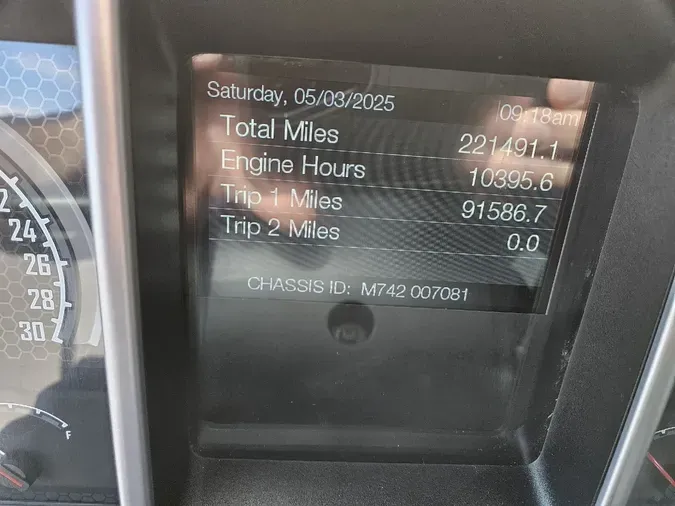 Saturday, 05/03/2025 09:18am
Total Miles 221491.1
Engine Hours 10395.6
Trip 1 Miles 91586.7
Trip 2 Miles 0.0
CHASSIS ID: M742 007081
24
26
28
30
F